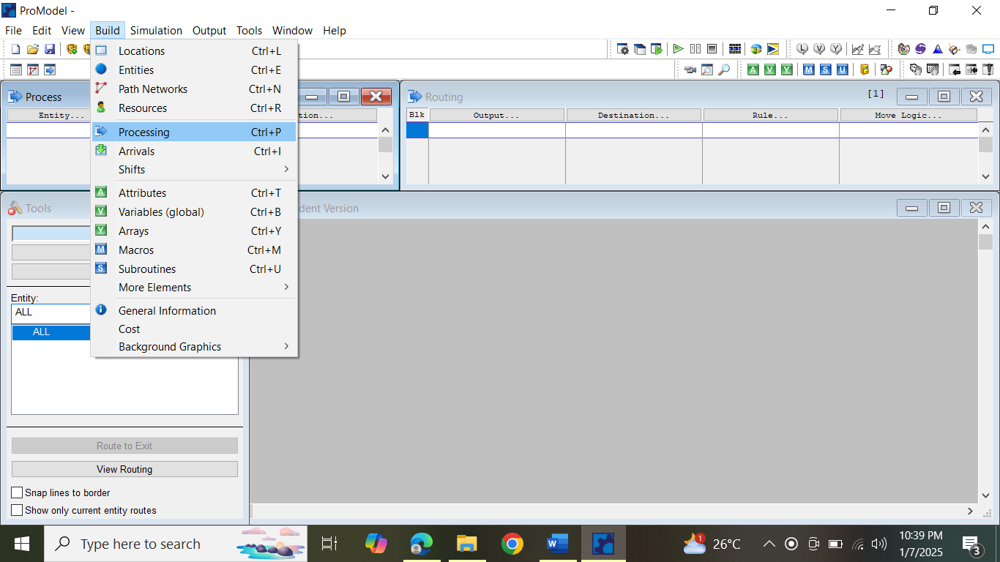 ProModel -
File Edit View Build Simulation Output Tools Window Help
Locations Ctrl+L
Entities Ctrl+E
Path Networks Ctrl+N
Resources Ctrl+R
Processing Ctrl+P
Arrivals Ctrl+I
Shifts
Attributes Ctrl+T
Variables (global) Ctrl+B
Arrays Ctrl+Y
Macros Ctrl+M
Subroutines Ctrl+U
More Elements
General Information
Cost
Background Graphics
L V Y
A V Y M S U
Process
Entity... tion...
Routing [1]
Blk Output... Destination... Rule... Move Logic...
Tools
dent Version
Entity:
ALL
ALL
Route to Exit
View Routing
Snap lines to border
Show only current entity routes
Type here to search
1
26°C
10:39 PM
1/7/2025
3